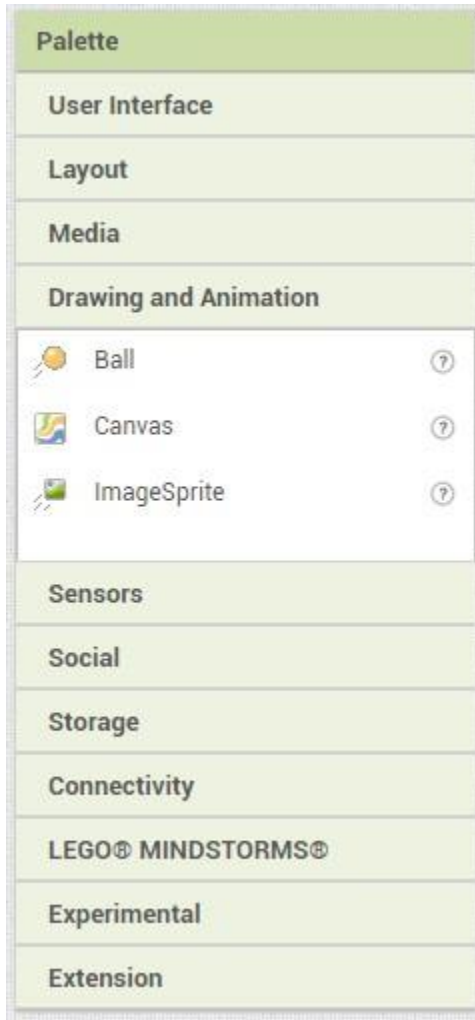 Palette
User Interface
Layout
Media
Drawing and Animation
Ball ?
Canvas ?
ImageSprite ?
Sensors
Social
Storage
Connectivity
LEGO® MINDSTORMS®
Experimental
Extension